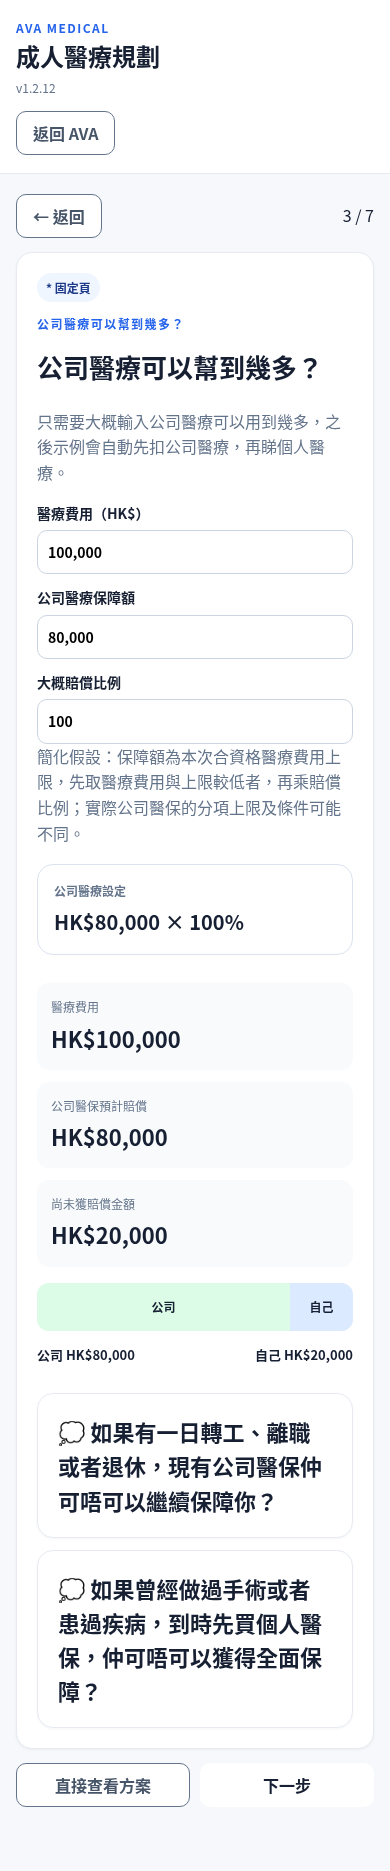 AVA MEDICAL
成人醫療規劃
v1.2.12
返回 AVA
← 返回
3 / 7
* 固定頁
公司醫療可以幫到幾多？
公司醫療可以幫到幾多？
只需要大概輸入公司醫療可以用到幾多，之
後示例會自動先扣公司醫療，再睇個人醫
療。
醫療費用（HK$）
100,000
公司醫療保障額
80,000
大概賠償比例
100
簡化假設：保障額為本次合資格醫療費用上
限，先取醫療費用與上限較低者，再乘賠償
比例；實際公司醫保的分項上限及條件可能
不同。
公司醫療設定
HK$80,000 × 100%
醫療費用
HK$100,000
公司醫保預計賠償
HK$80,000
尚未獲賠償金額
HK$20,000
公司
自己
公司 HK$80,000
自己 HK$20,000
💭 如果有一日轉工、離職
或者退休，現有公司醫保仲
可唔可以繼續保障你？
💭 如果曾經做過手術或者
患過疾病，到時先買個人醫
保，仲可唔可以獲得全面保
障？
直接查看方案
下一步